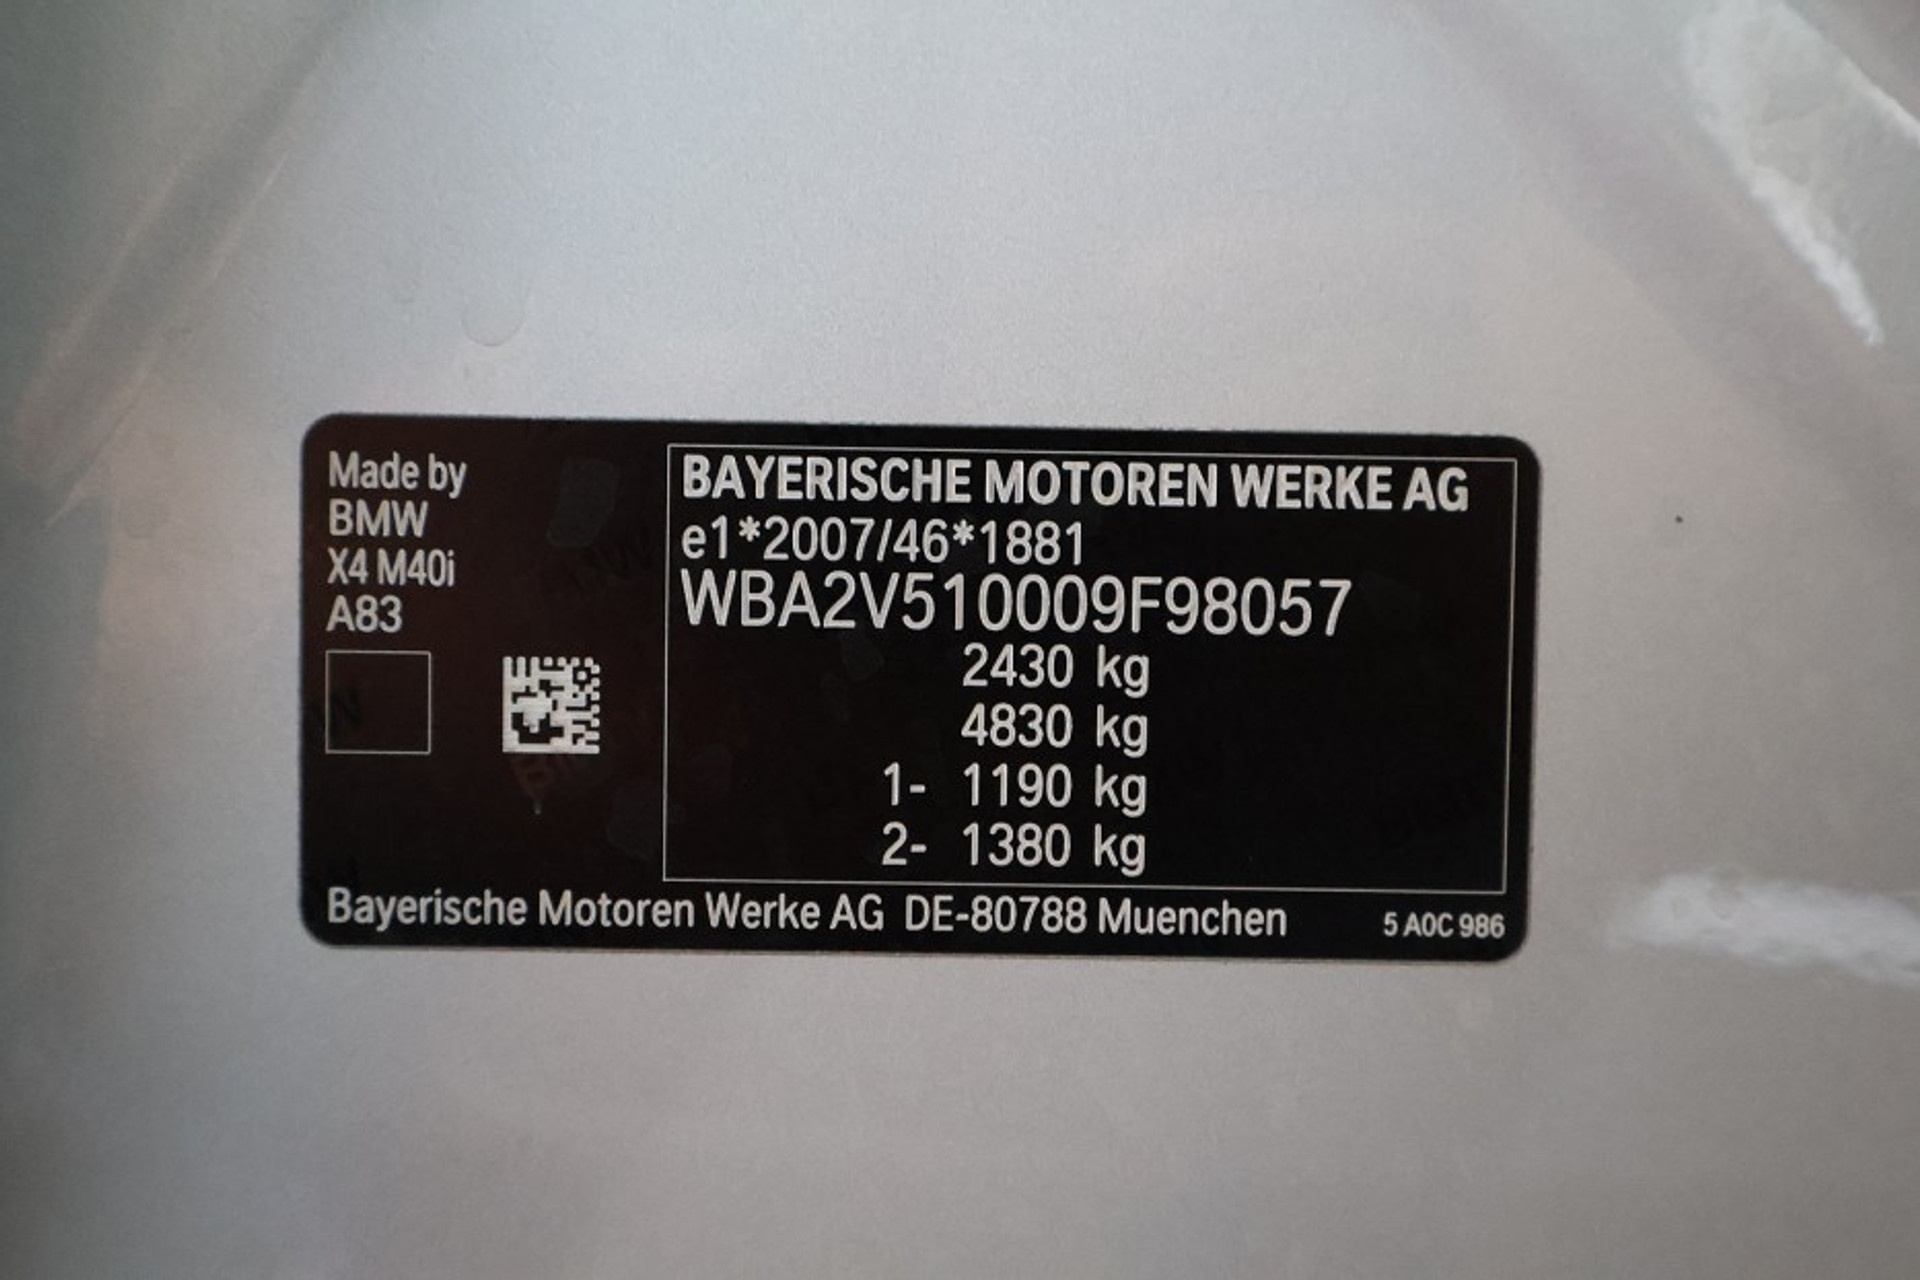 Made by
BMW
X4 M40i
A83
BAYERISCHE MOTOREN WERKE AG
e1*2007/46*1881
WBA2V510009F98057
2430 kg
4830 kg
1- 1190 kg
2- 1380 kg
Bayerische Motoren Werke AG DE-80788 Muenchen
5 A0C 986